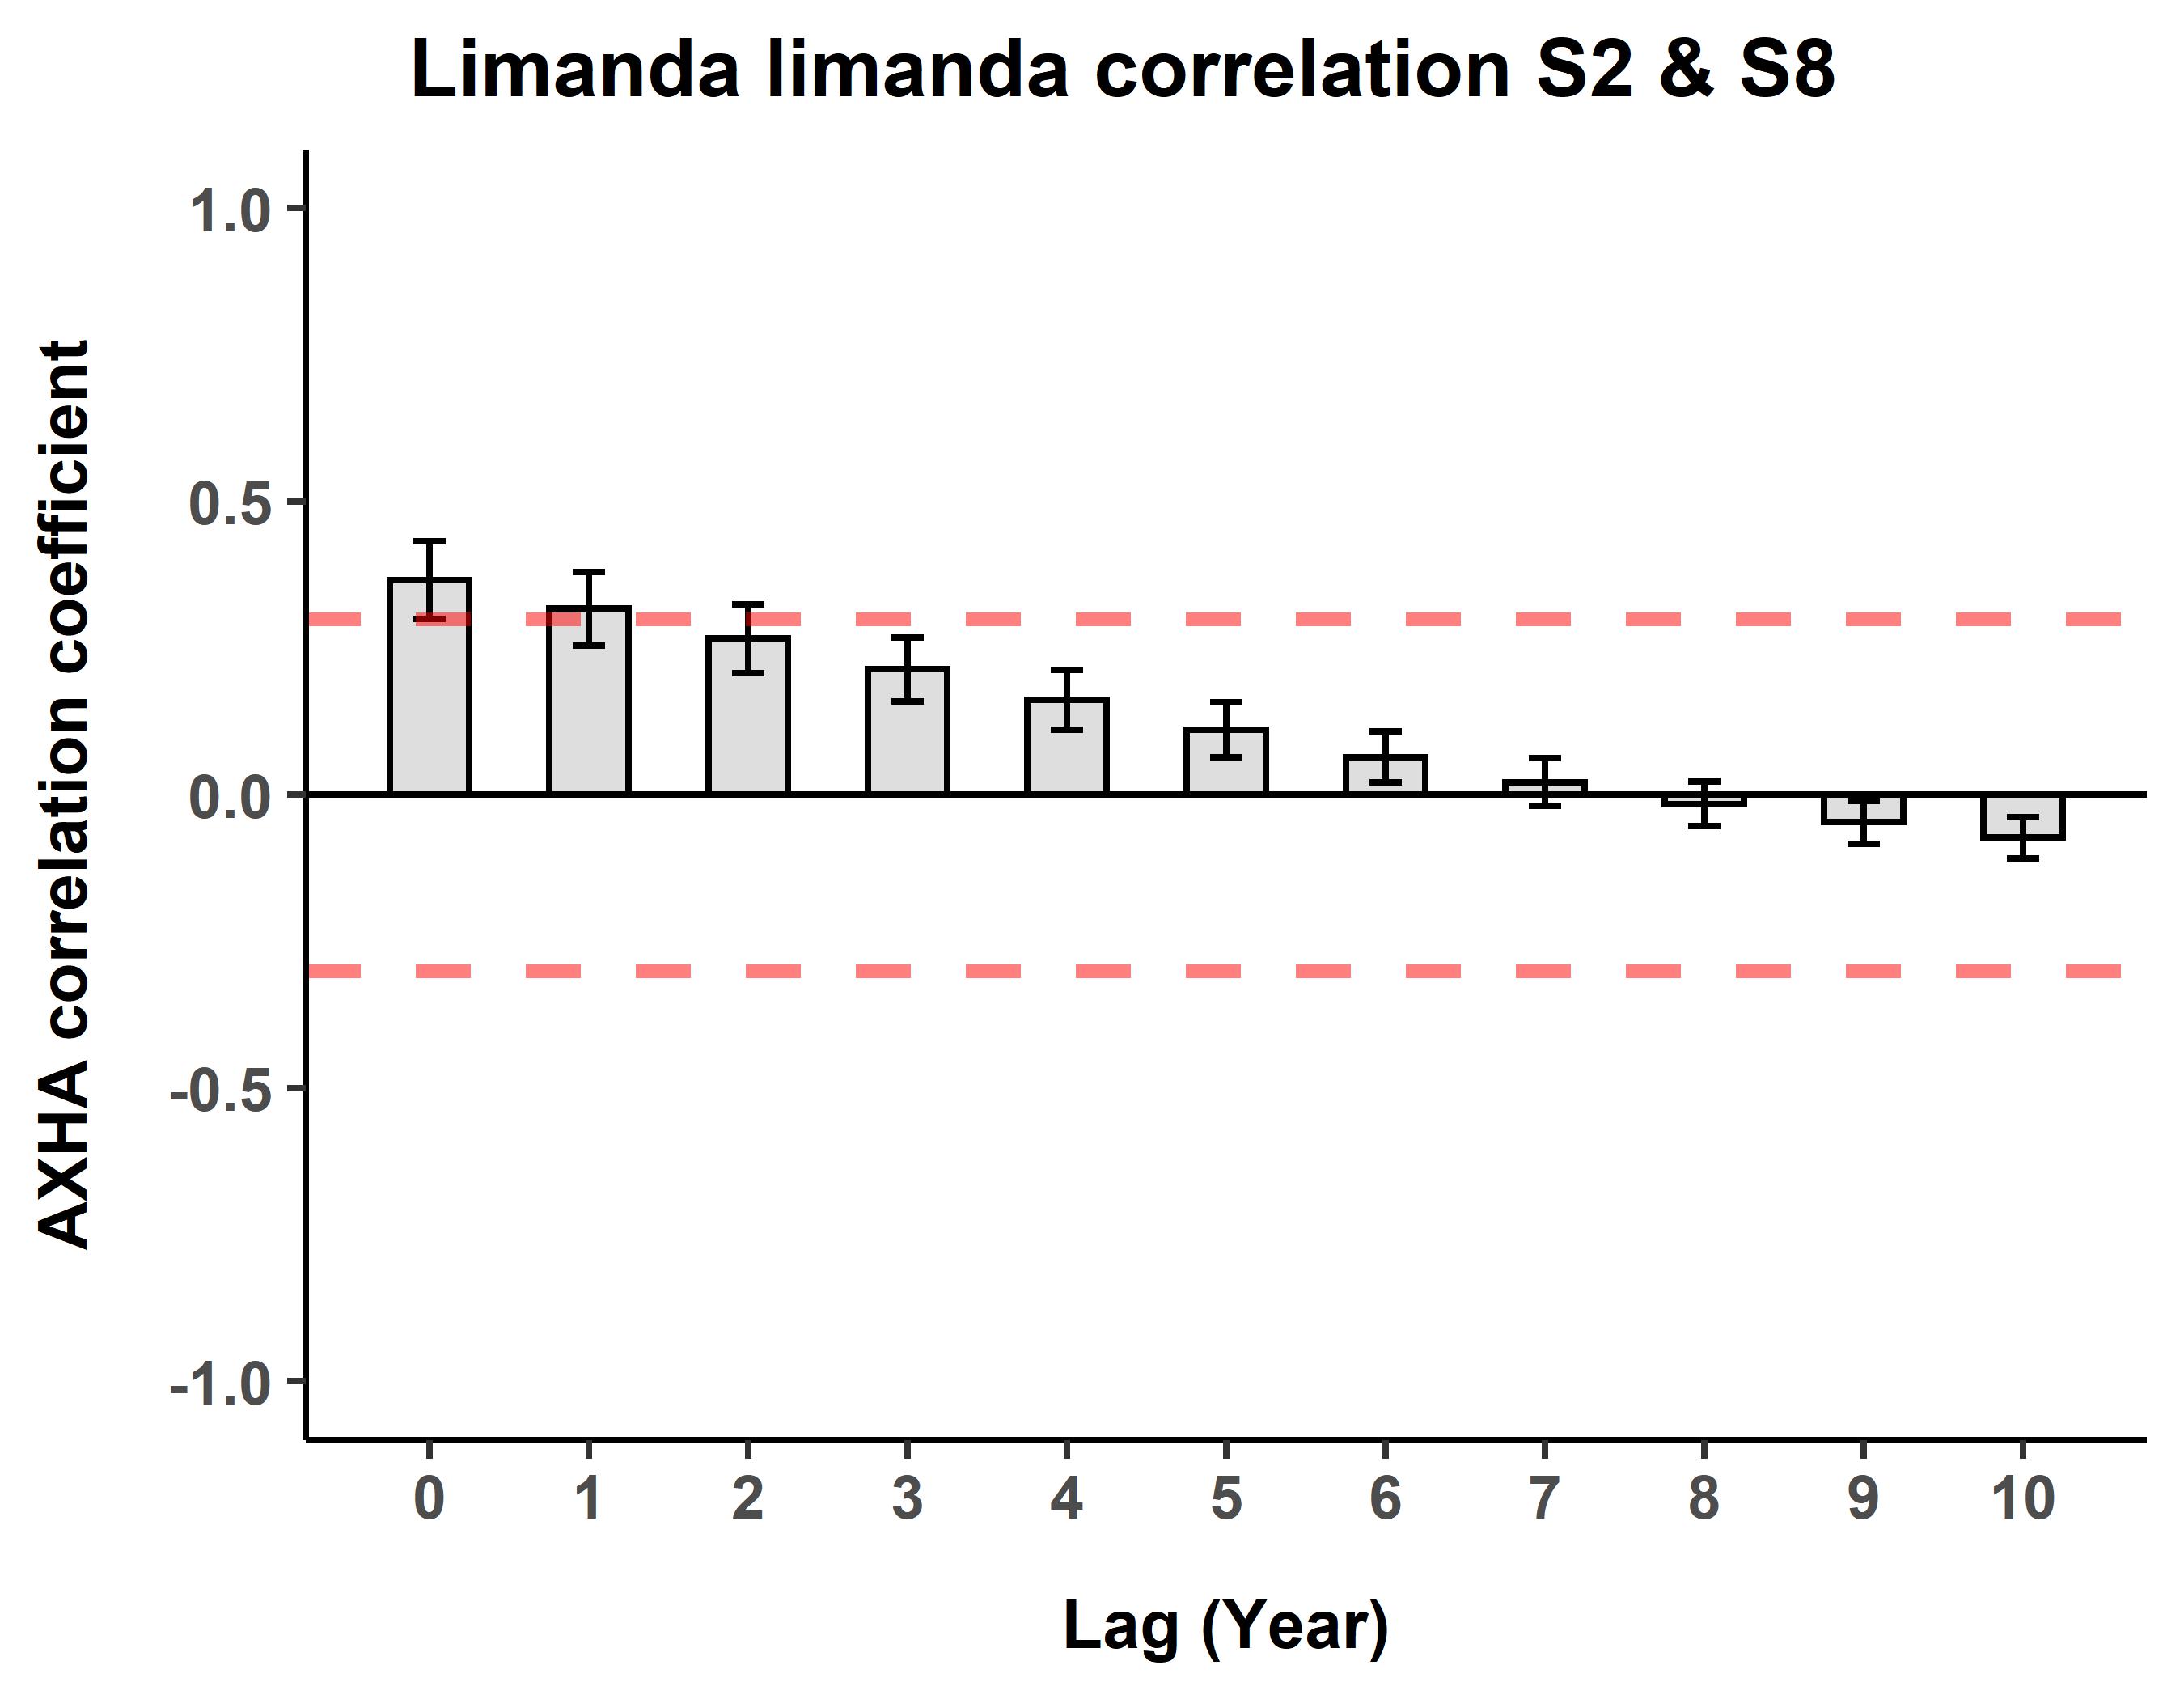 Limanda limanda correlation S2 & S8
AXHA correlation coefficient
1.0
0.5
0.0
-0.5
-1.0
0 1 2 3 4 5 6 7 8 9 10
Lag (Year)